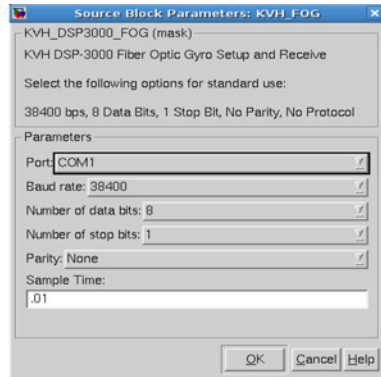 Source Block Parameters: KVH_FOG
KVH_DSP3000_FOG (mask)
KVH DSP-3000 Fiber Optic Gyro Setup and Receive
Select the following options for standard use:
38400 bps, 8 Data Bits, 1 Stop Bit, No Parity, No Protocol
Parameters
Port: COM1
Baud rate: 38400
Number of data bits: 8
Number of stop bits: 1
Parity: None
Sample Time:
.01
OK Cancel Help